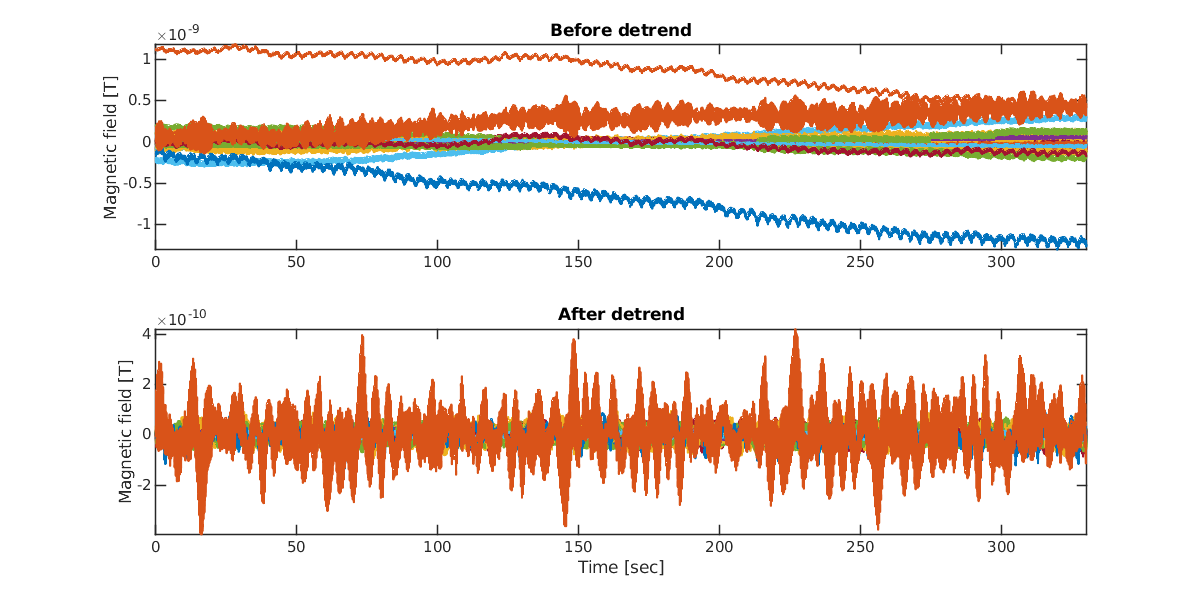 Before detrend
×10-9
Magnetic field [T]
1
0.5
0
-0.5
-1
0 50 100 150 200 250 300
After detrend
×10-10
Magnetic field [T]
4
2
0
-2
0 50 100 150 200 250 300
Time [sec]